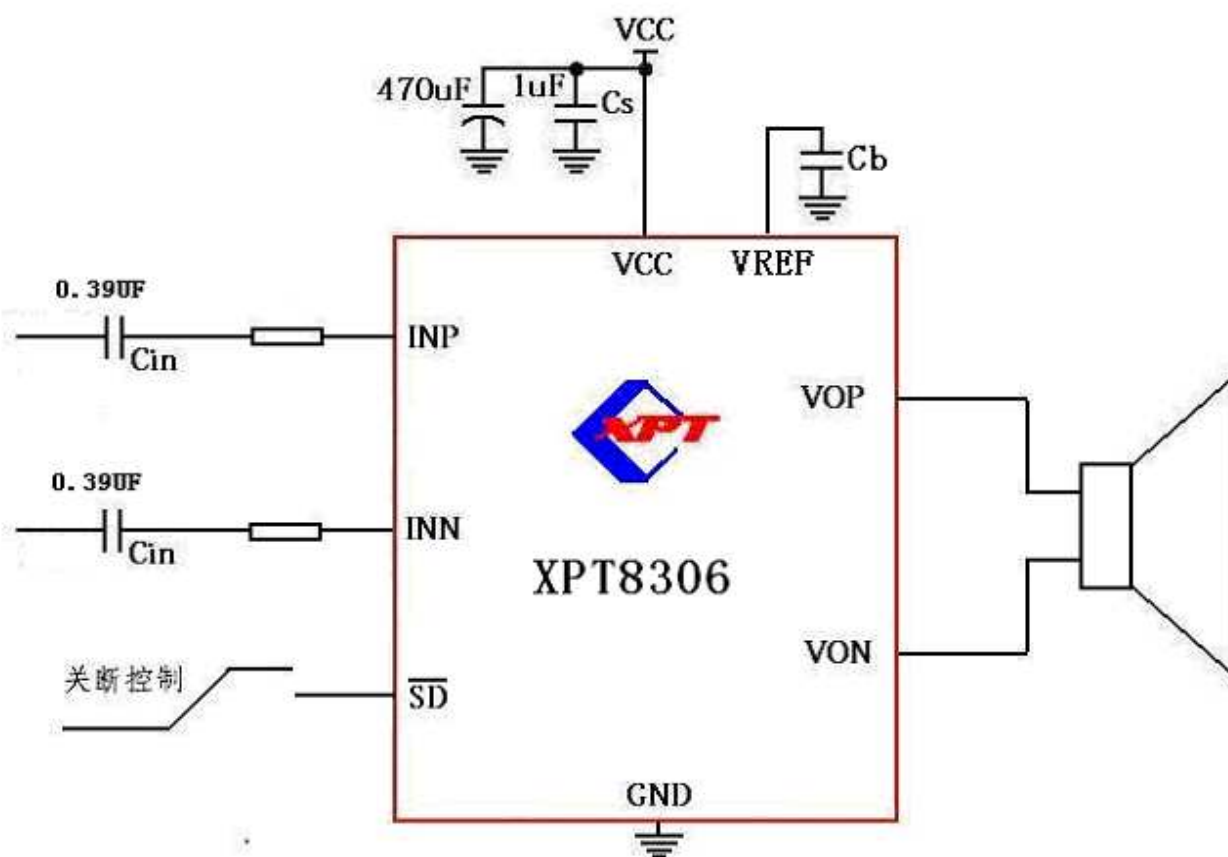 VCC
470uF
1uF
Cs
Cb
VCC
VREF
0.39UF
Cin
INP
XPT
VOP
0.39UF
Cin
INN
XPT8306
关断控制
SD
VON
GND